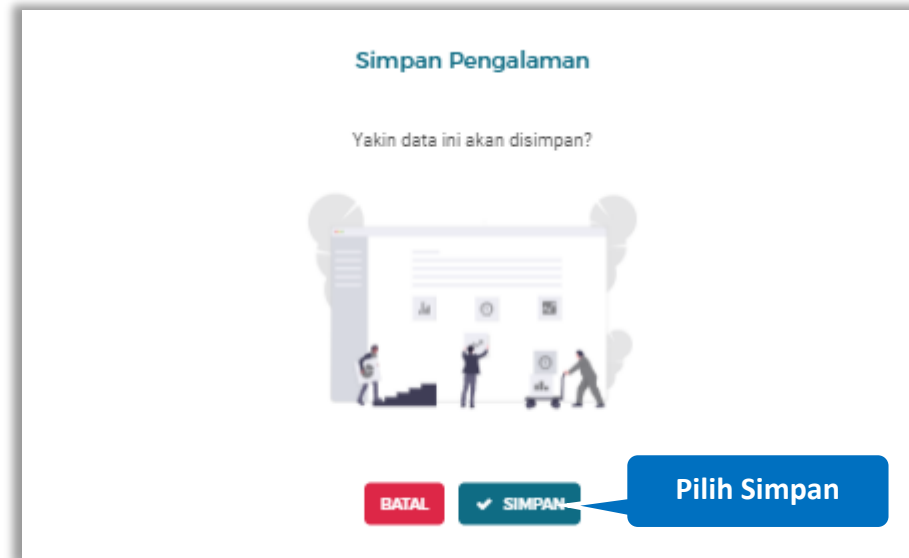 Simpan Pengalaman
Yakin data ini akan disimpan?
BATAL
SIMPAN
Pilih Simpan